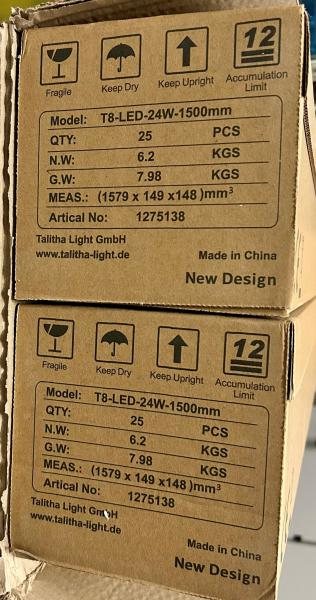 12
Fragile Keep Dry Keep Upright Accumulation Limit
Model: T8-LED-24W-1500mm
QTY: 25 PCS
N.W: 6.2 KGS
G.W: 7.98 KGS
MEAS.: (1579 x 149 x148 )mm³
Artical No: 1275138
Talitha Light GmbH
www.talitha-light.de
Made in China
New Design
12
Fragile Keep Dry Keep Upright Accumulation Limit
Model: T8-LED-24W-1500mm
QTY: 25 PCS
N.W: 6.2 KGS
G.W: 7.98 KGS
MEAS.: (1579 x 149 x148 )mm³
Artical No: 1275138
Talitha Light GmbH
www.talitha-light.de
Made in China
New Design